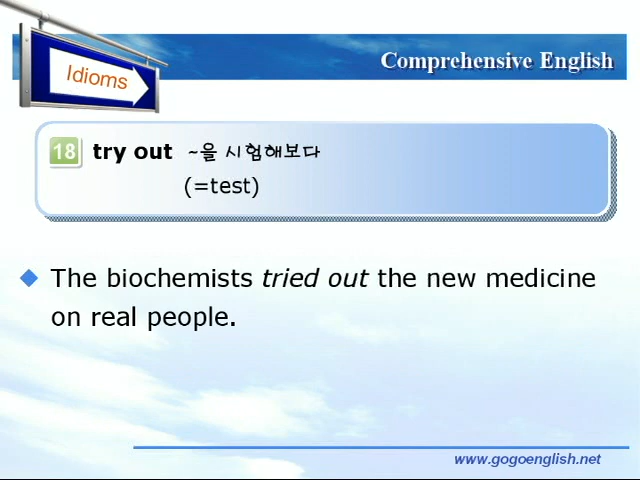 Idioms
Comprehensive English
18 try out ~을 시험해보다
(=test)
The biochemists tried out the new medicine
on real people.
www.gogoenglish.net